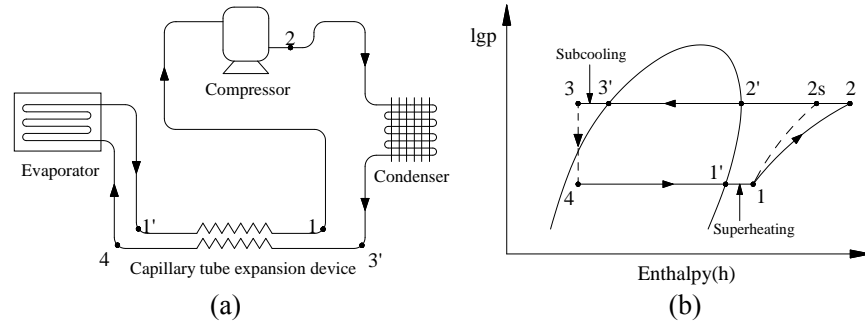 2
Compressor
Evaporator
Condenser
1'
1
4
3'
Capillary tube expansion device
(a)
lgp
Subcooling
3
3'
2'
2s
2
1'
4
1
Superheating
Enthalpy(h)
(b)